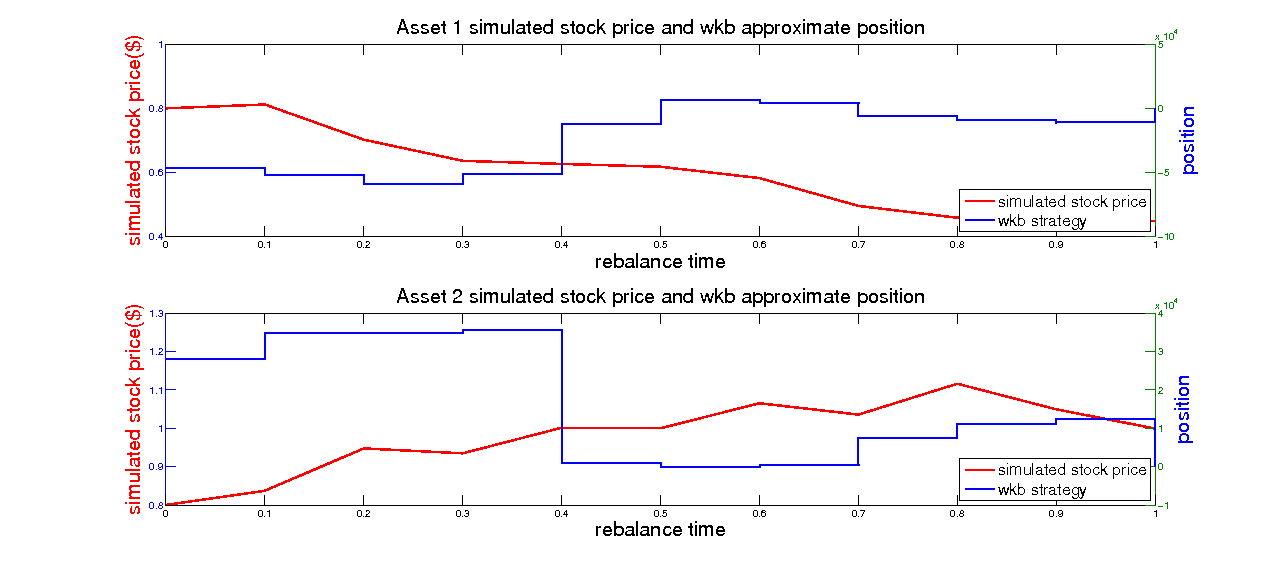 Asset 1 simulated stock price and wkb approximate position
x 10^4
simulated stock price($)
1
0.8
0.6
0.4
5
0
−5
−10
position
simulated stock price
wkb strategy
0 0.1 0.2 0.3 0.4 0.5 0.6 0.7 0.8 0.9 1
rebalance time
Asset 2 simulated stock price and wkb approximate position
x 10^4
simulated stock price($)
1.3
1.2
1.1
1
0.9
0.8
4
3
2
1
0
−1
position
simulated stock price
wkb strategy
0 0.1 0.2 0.3 0.4 0.5 0.6 0.7 0.8 0.9 1
rebalance time